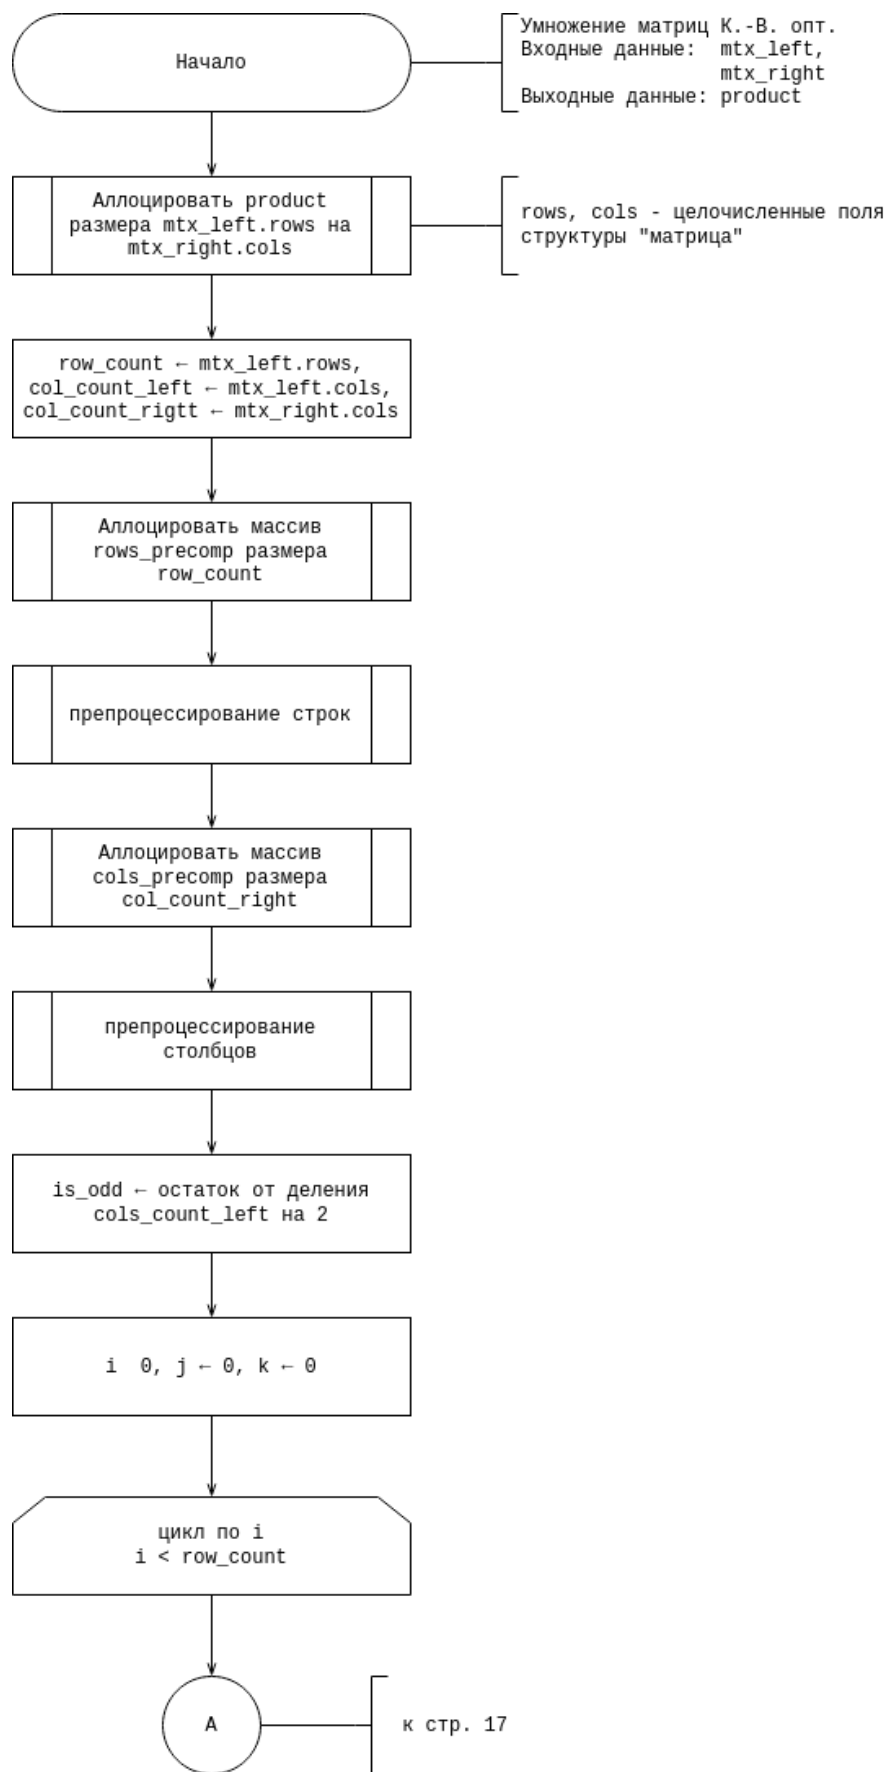 Начало
Умножение матриц К.-В. опт.
Входные данные: mtx_left,
mtx_right
Выходные данные: product
Аллоцировать product
размера mtx_left.rows на
mtx_right.cols
rows, cols - целочисленные поля
структуры "матрица"
row_count ← mtx_left.rows,
col_count_left ← mtx_left.cols,
col_count_rigtt ← mtx_right.cols
Аллоцировать массив
rows_precomp размера
row_count
препроцессирование строк
Аллоцировать массив
cols_precomp размера
col_count_right
препроцессирование
столбцов
is_odd ← остаток от деления
cols_count_left на 2
i 0, j ← 0, k ← 0
цикл по i
i < row_count
А
к стр. 17